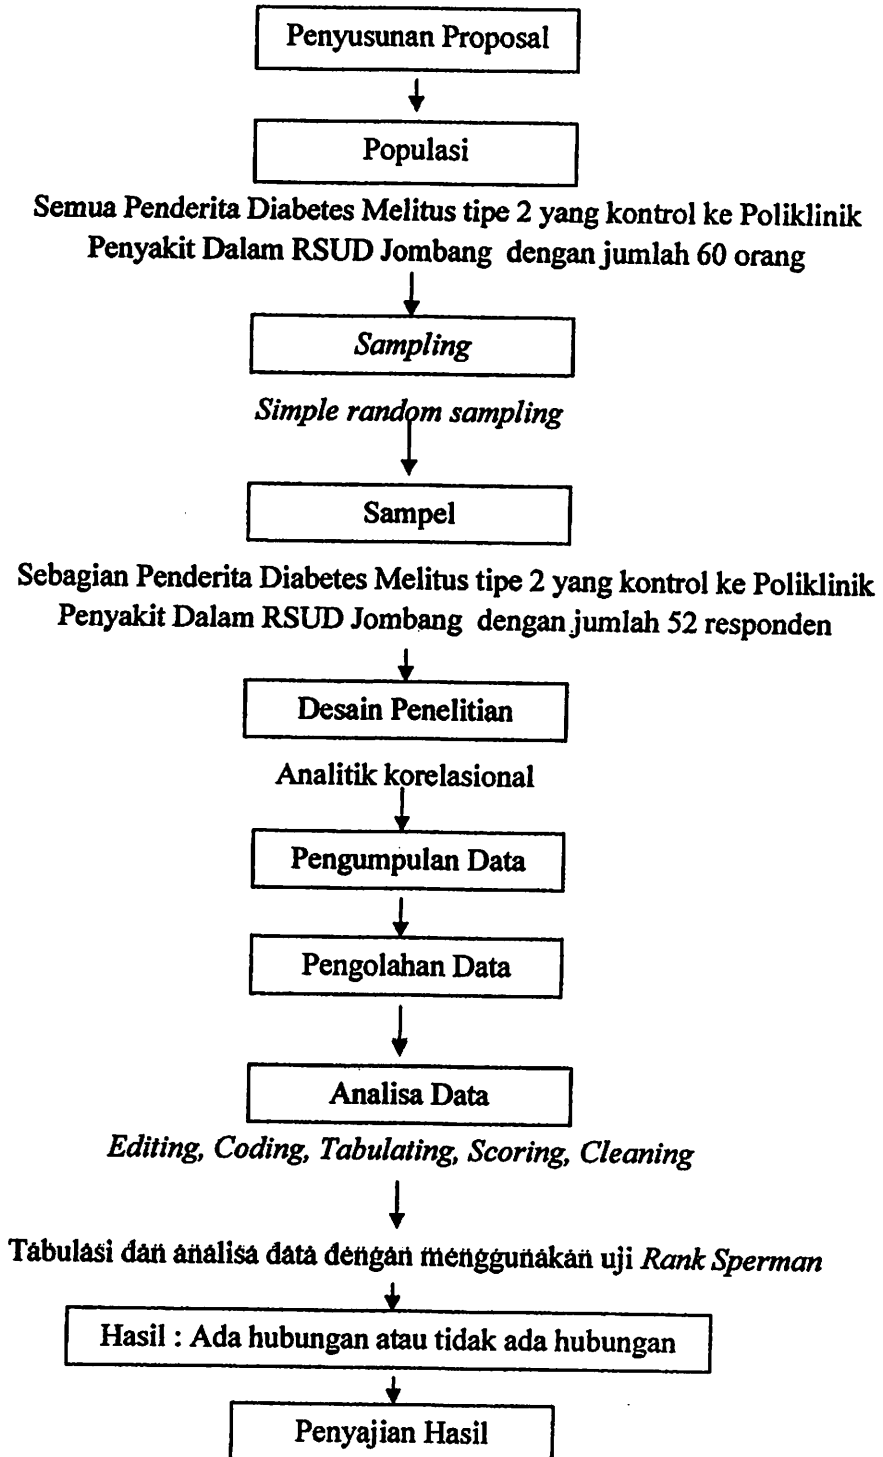 Penyusunan Proposal
Populasi
Semua Penderita Diabetes Melitus tipe 2 yang kontrol ke Poliklinik
Penyakit Dalam RSUD Jombang dengan jumlah 60 orang
Sampling
Simple random sampling
Sampel
Sebagian Penderita Diabetes Melitus tipe 2 yang kontrol ke Poliklinik
Penyakit Dalam RSUD Jombang dengan jumlah 52 responden
Desain Penelitian
Analitik korelasional
Pengumpulan Data
Pengolahan Data
Analisa Data
Editing, Coding, Tabulating, Scoring, Cleaning
Tabulasi dan analisa data dengan menggunakan uji Rank Sperman
Hasil : Ada hubungan atau tidak ada hubungan
Penyajian Hasil